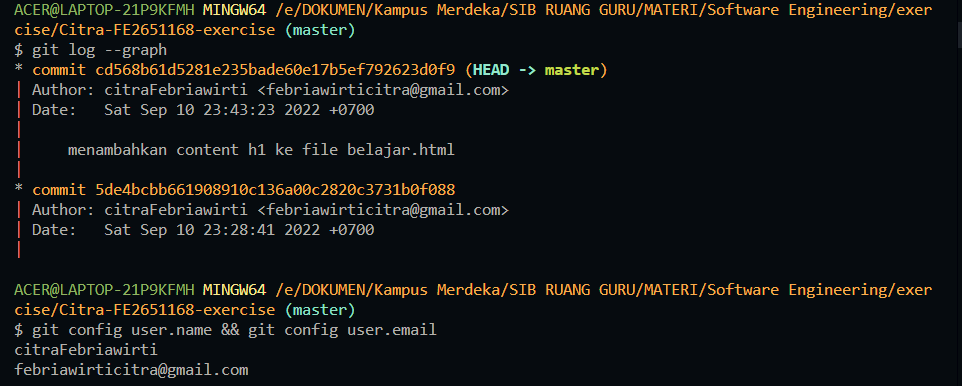 ACER@LAPTOP-21P9KFMH MINGW64 /e/DOKUMEN/Kampus Merdeka/SIB RUANG GURU/MATERI/Software Engineering/exer
cise/Citra-FE2651168-exercise (master)
$ git log --graph
* commit cd568b61d5281e235bade60e17b5ef792623d0f9 (HEAD -> master)
| Author: citraFebriawirti <febriawirticitra@gmail.com>
| Date:   Sat Sep 10 23:43:23 2022 +0700
|
|     menambahkan content h1 ke file belajar.html
|
* commit 5de4bcbb661908910c136a00c2820c3731b0f088
| Author: citraFebriawirti <febriawirticitra@gmail.com>
| Date:   Sat Sep 10 23:28:41 2022 +0700
|
ACER@LAPTOP-21P9KFMH MINGW64 /e/DOKUMEN/Kampus Merdeka/SIB RUANG GURU/MATERI/Software Engineering/exer
cise/Citra-FE2651168-exercise (master)
$ git config user.name && git config user.email
citraFebriawirti
febriawirticitra@gmail.com